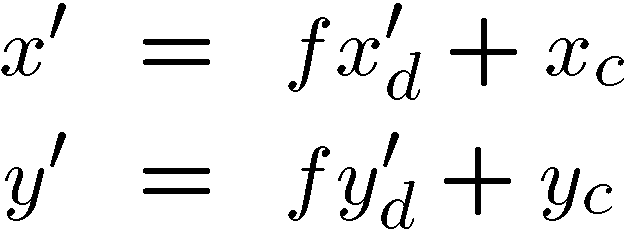 x′ = fx′_d + x_c
y′ = fy′_d + y_c